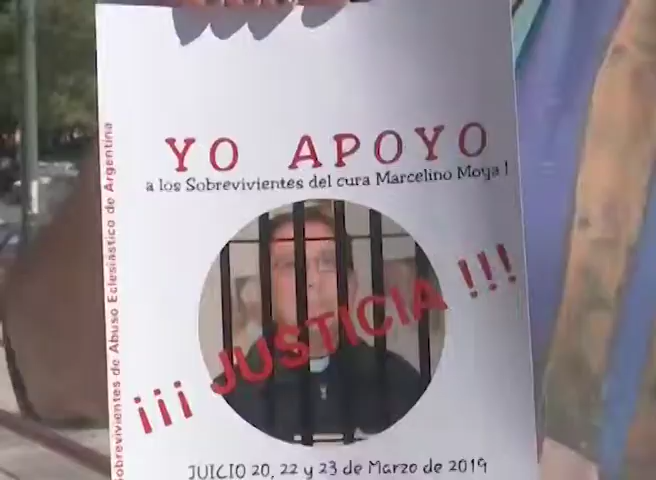 YO APOYO
a los Sobrevivientes del cura Marcelino Moya !
¡¡¡ JUSTICIA !!!
JUICIO 20, 22 y 23 de Marzo de 2019
Sobrevivientes de Abuso Eclesiástico de Argentina